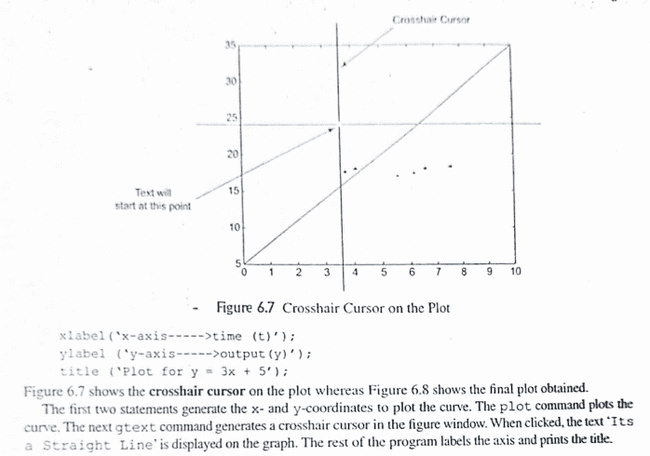 Crosshair Cursor
35
30
25
20
Text will
start at this point
15
10
5
0 1 2 3 4 5 6 7 8 9 10
- Figure 6.7 Crosshair Cursor on the Plot
xlabel('x-axis----->time (t)');
ylabel ('y-axis----->output(y)');
title ('Plot for y = 3x + 5');
Figure 6.7 shows the crosshair cursor on the plot whereas Figure 6.8 shows the final plot obtained.
The first two statements generate the x- and y-coordinates to plot the curve. The plot command plots the
curve. The next gtext command generates a crosshair cursor in the figure window. When clicked, the text 'Its
a Straight Line' is displayed on the graph. The rest of the program labels the axis and prints the title.